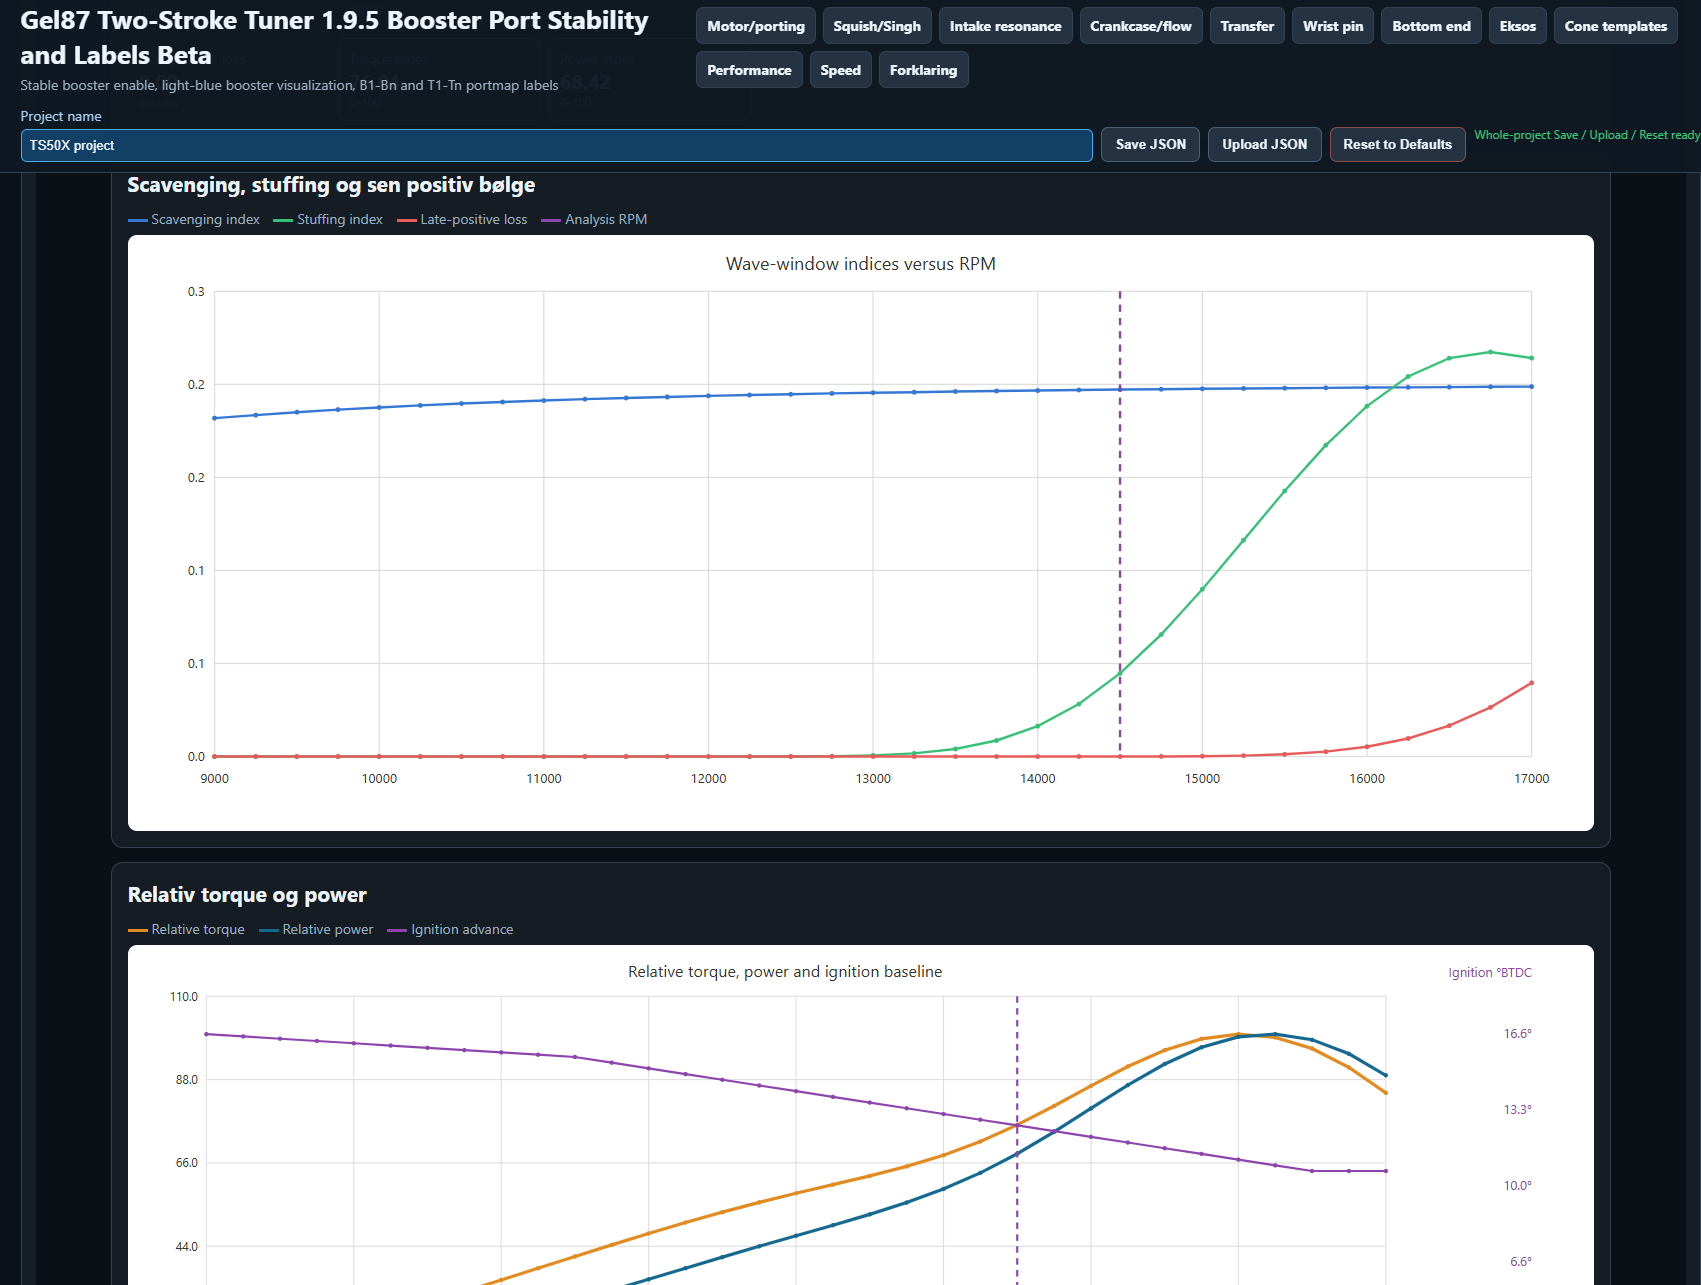 Gel87 Two-Stroke Tuner 1.9.5 Booster Port Stability
and Labels Beta
Stable booster enable, light-blue booster visualization, B1-Bn and T1-Tn portmap labels
Motor/porting
Squish/Singh
Intake resonance
Crankcase/flow
Transfer
Wrist pin
Bottom end
Eksos
Cone templates
Performance
Speed
Forklaring
Project name
TS50X project
Save JSON
Upload JSON
Reset to Defaults
Whole-project Save / Upload / Reset ready
Scavenging, stuffing og sen positiv bølge
Scavenging index
Stuffing index
Late-positive loss
Analysis RPM
Wave-window indices versus RPM
0.3
0.2
0.2
0.1
0.1
0.0
9000 10000 11000 12000 13000 14000 15000 16000 17000
Relativ torque og power
Relative torque
Relative power
Ignition advance
Relative torque, power and ignition baseline
Ignition °BTDC
110.0
88.0
66.0
44.0
16.6°
13.3°
10.0°
6.6°